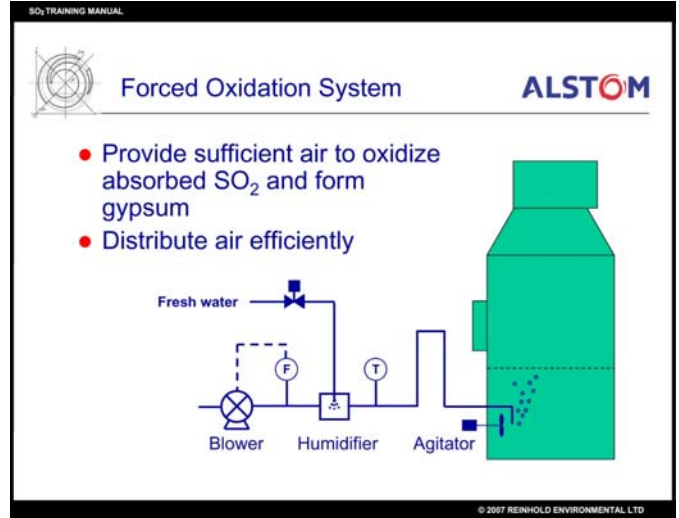 SO₂ TRAINING MANUAL
Forced Oxidation System
ALSTOM
Provide sufficient air to oxidize
absorbed SO₂ and form
gypsum
Distribute air efficiently
Fresh water
F
T
Blower
Humidifier
Agitator
© 2007 REINHOLD ENVIRONMENTAL LTD